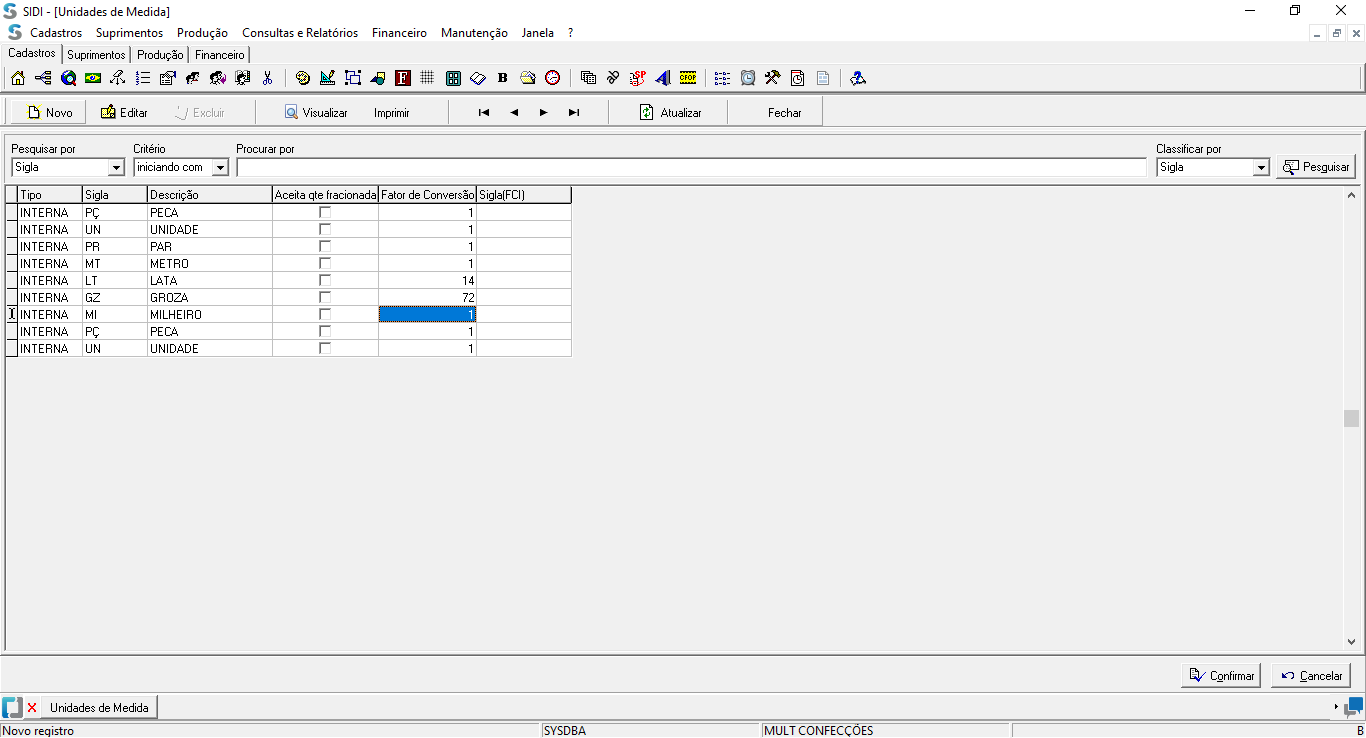 SIDI - [Unidades de Medida]
Cadastros Suprimentos Produção Consultas e Relatórios Financeiro Manutenção Janela ?
Cadastros Suprimentos Produção Financeiro
F B SP CFOP
Novo Editar Excluir Visualizar Imprimir Atualizar Fechar
Pesquisar por Critério Procurar por Classificar por
Sigla iniciando com Sigla Pesquisar
Tipo Sigla Descrição Aceita qte fracionada Fator de Conversão Sigla(FCI)
INTERNA PÇ PECA 1
INTERNA UN UNIDADE 1
INTERNA PR PAR 1
INTERNA MT METRO 1
INTERNA LT LATA 14
INTERNA GZ GROZA 72
INTERNA MI MILHEIRO 1
INTERNA PÇ PECA 1
INTERNA UN UNIDADE 1
Confirmar Cancelar
Unidades de Medida
Novo registro SYSDBA MULT CONFECÇÕES B